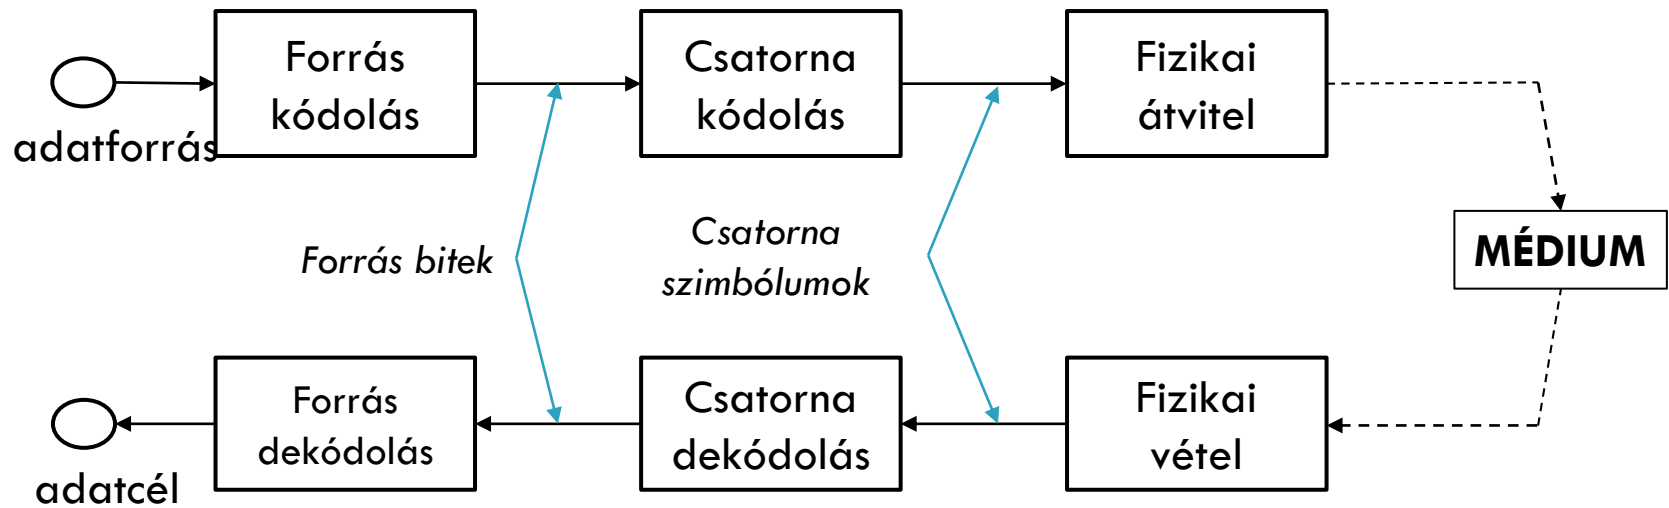 Forrás
kódolás
Csatorna
kódolás
Fizikai
átvitel
adatforrás
MÉDIUM
Forrás bitek
Csatorna
szimbólumok
Forrás
dekódolás
Csatorna
dekódolás
Fizikai
vétel
adatcél